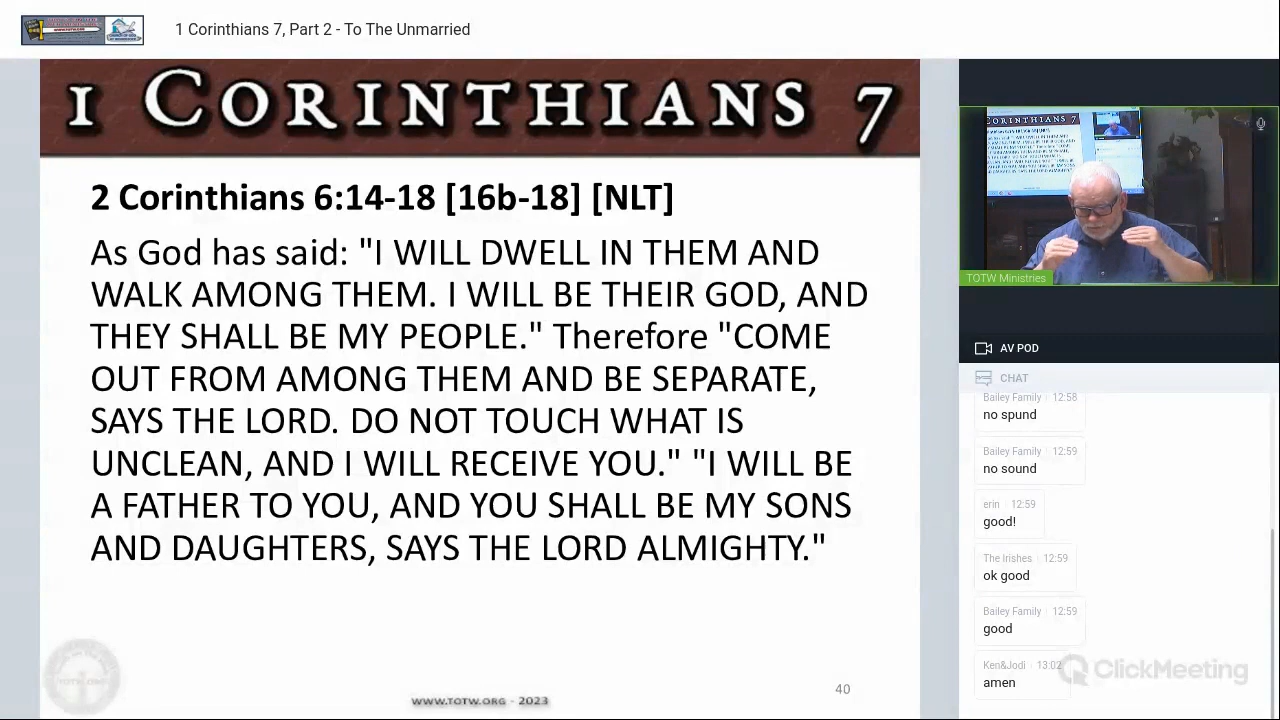 1 Corinthians 7, Part 2 - To The Unmarried
1 CORINTHIANS 7
2 Corinthians 6:14-18 [16b-18] [NLT]
As God has said: "I WILL DWELL IN THEM AND
WALK AMONG THEM. I WILL BE THEIR GOD, AND
THEY SHALL BE MY PEOPLE." Therefore "COME
OUT FROM AMONG THEM AND BE SEPARATE,
SAYS THE LORD. DO NOT TOUCH WHAT IS
UNCLEAN, AND I WILL RECEIVE YOU." "I WILL BE
A FATHER TO YOU, AND YOU SHALL BE MY SONS
AND DAUGHTERS, SAYS THE LORD ALMIGHTY."
WWW.TOTW.ORG - 2023
40
TOTW Ministries
AV POD
CHAT
Bailey Family 12:58
no spund
Bailey Family 12:59
no sound
erin 12:59
good!
The Irishes 12:59
ok good
Bailey Family 12:59
good
Ken&Jodi 13:02
amen
ClickMeeting